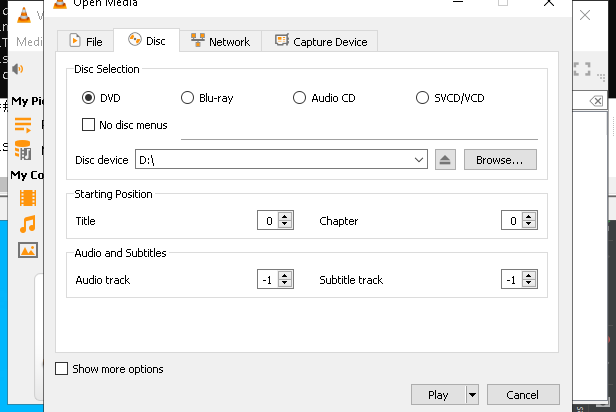 Open Media
Medi
File
Disc
Network
Capture Device
Disc Selection
DVD
Blu-ray
Audio CD
SVCD/VCD
No disc menus
Disc device
D:\
Browse...
Starting Position
Title
0
Chapter
0
Audio and Subtitles
Audio track
-1
Subtitle track
-1
Show more options
Play
Cancel
My Pi
My Co